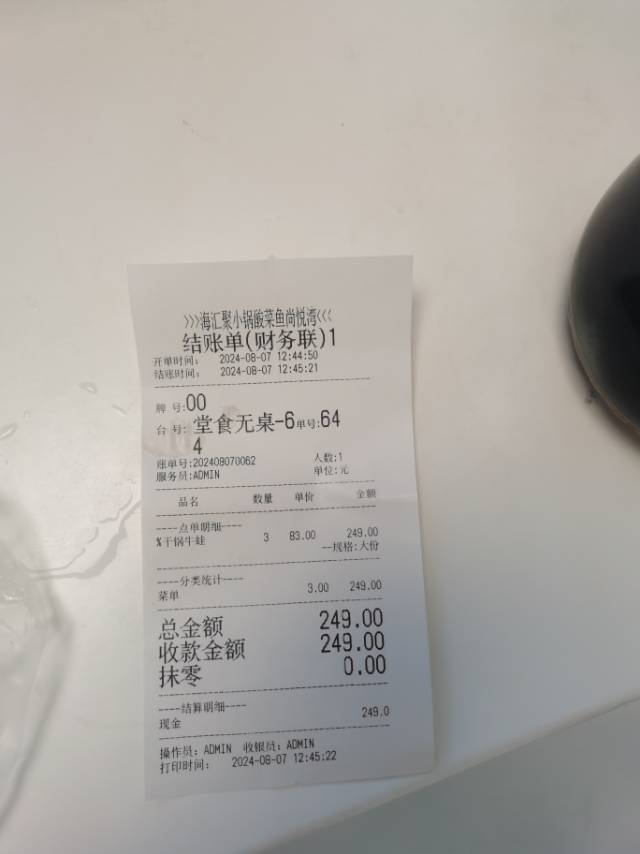 >>>海汇聚小锅酸菜鱼尚悦湾<<<
结账单(财务联)1
开单时间: 2024-08-07 12:44:50
结账时间: 2024-08-07 12:45:21
牌 号:00
台 号: 堂食无桌-6单号:64
4
账单号:202408070062 人数:1
服务员:ADMIN 单位:元
品名 数量 单价 金额
----点单明细----
%干锅牛蛙 3 83.00 249.00
--规格:大份
----分类统计----
菜单 3.00 249.00
总金额 249.00
收款金额 249.00
抹零 0.00
----结算明细----
现金 249.0
操作员: ADMIN 收银员: ADMIN
打印时间: 2024-08-07 12:45:22